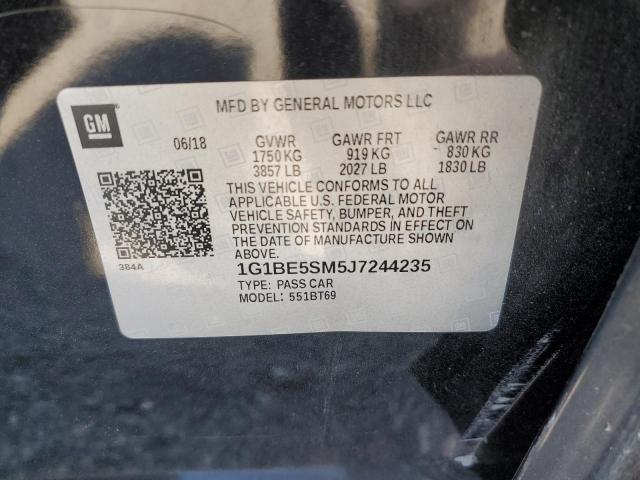 MFD BY GENERAL MOTORS LLC
GM
06/18 GVWR GAWR FRT GAWR RR
1750 KG 919 KG 830 KG
3857 LB 2027 LB 1830 LB
THIS VEHICLE CONFORMS TO ALL
APPLICABLE U.S. FEDERAL MOTOR
VEHICLE SAFETY, BUMPER, AND THEFT
PREVENTION STANDARDS IN EFFECT ON
THE DATE OF MANUFACTURE SHOWN
ABOVE.
384A
1G1BE5SM5J7244235
TYPE: PASS CAR
MODEL: 551BT69